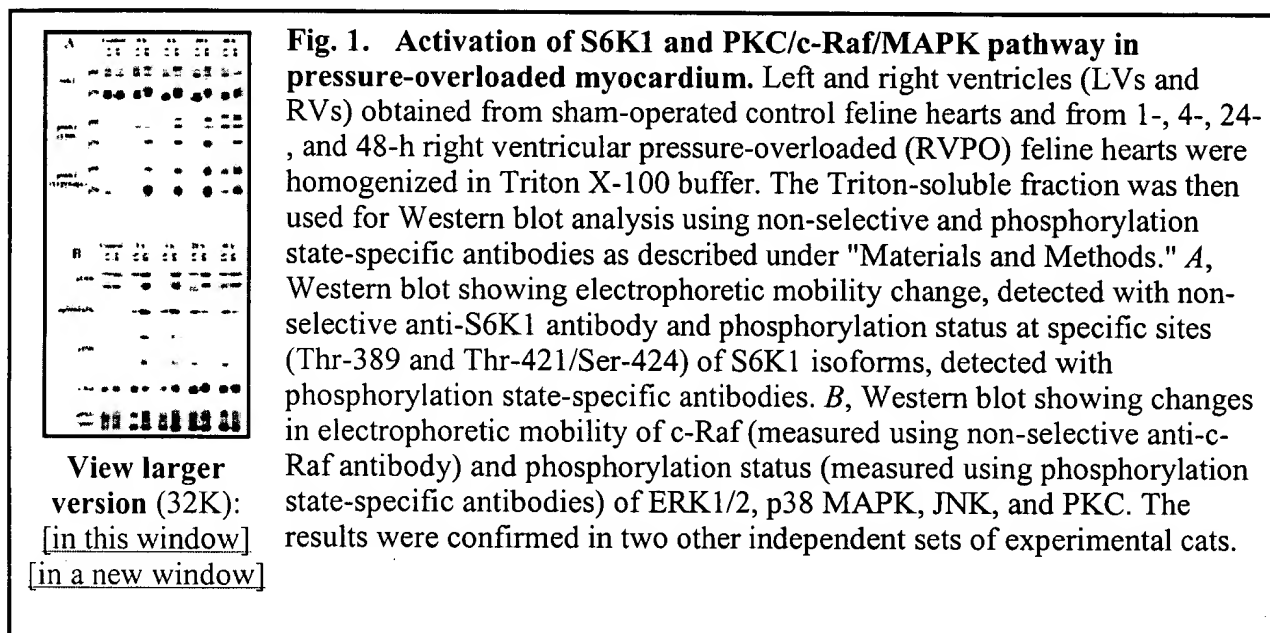 A
B
View larger
version (32K):
[in this window]
[in a new window]
Fig. 1. Activation of S6K1 and PKC/c-Raf/MAPK pathway in
pressure-overloaded myocardium. Left and right ventricles (LVs and
RVs) obtained from sham-operated control feline hearts and from 1-, 4-, 24-
, and 48-h right ventricular pressure-overloaded (RVPO) feline hearts were
homogenized in Triton X-100 buffer. The Triton-soluble fraction was then
used for Western blot analysis using non-selective and phosphorylation
state-specific antibodies as described under "Materials and Methods." A,
Western blot showing electrophoretic mobility change, detected with non-
selective anti-S6K1 antibody and phosphorylation status at specific sites
(Thr-389 and Thr-421/Ser-424) of S6K1 isoforms, detected with
phosphorylation state-specific antibodies. B, Western blot showing changes
in electrophoretic mobility of c-Raf (measured using non-selective anti-c-
Raf antibody) and phosphorylation status (measured using phosphorylation
state-specific antibodies) of ERK1/2, p38 MAPK, JNK, and PKC. The
results were confirmed in two other independent sets of experimental cats.